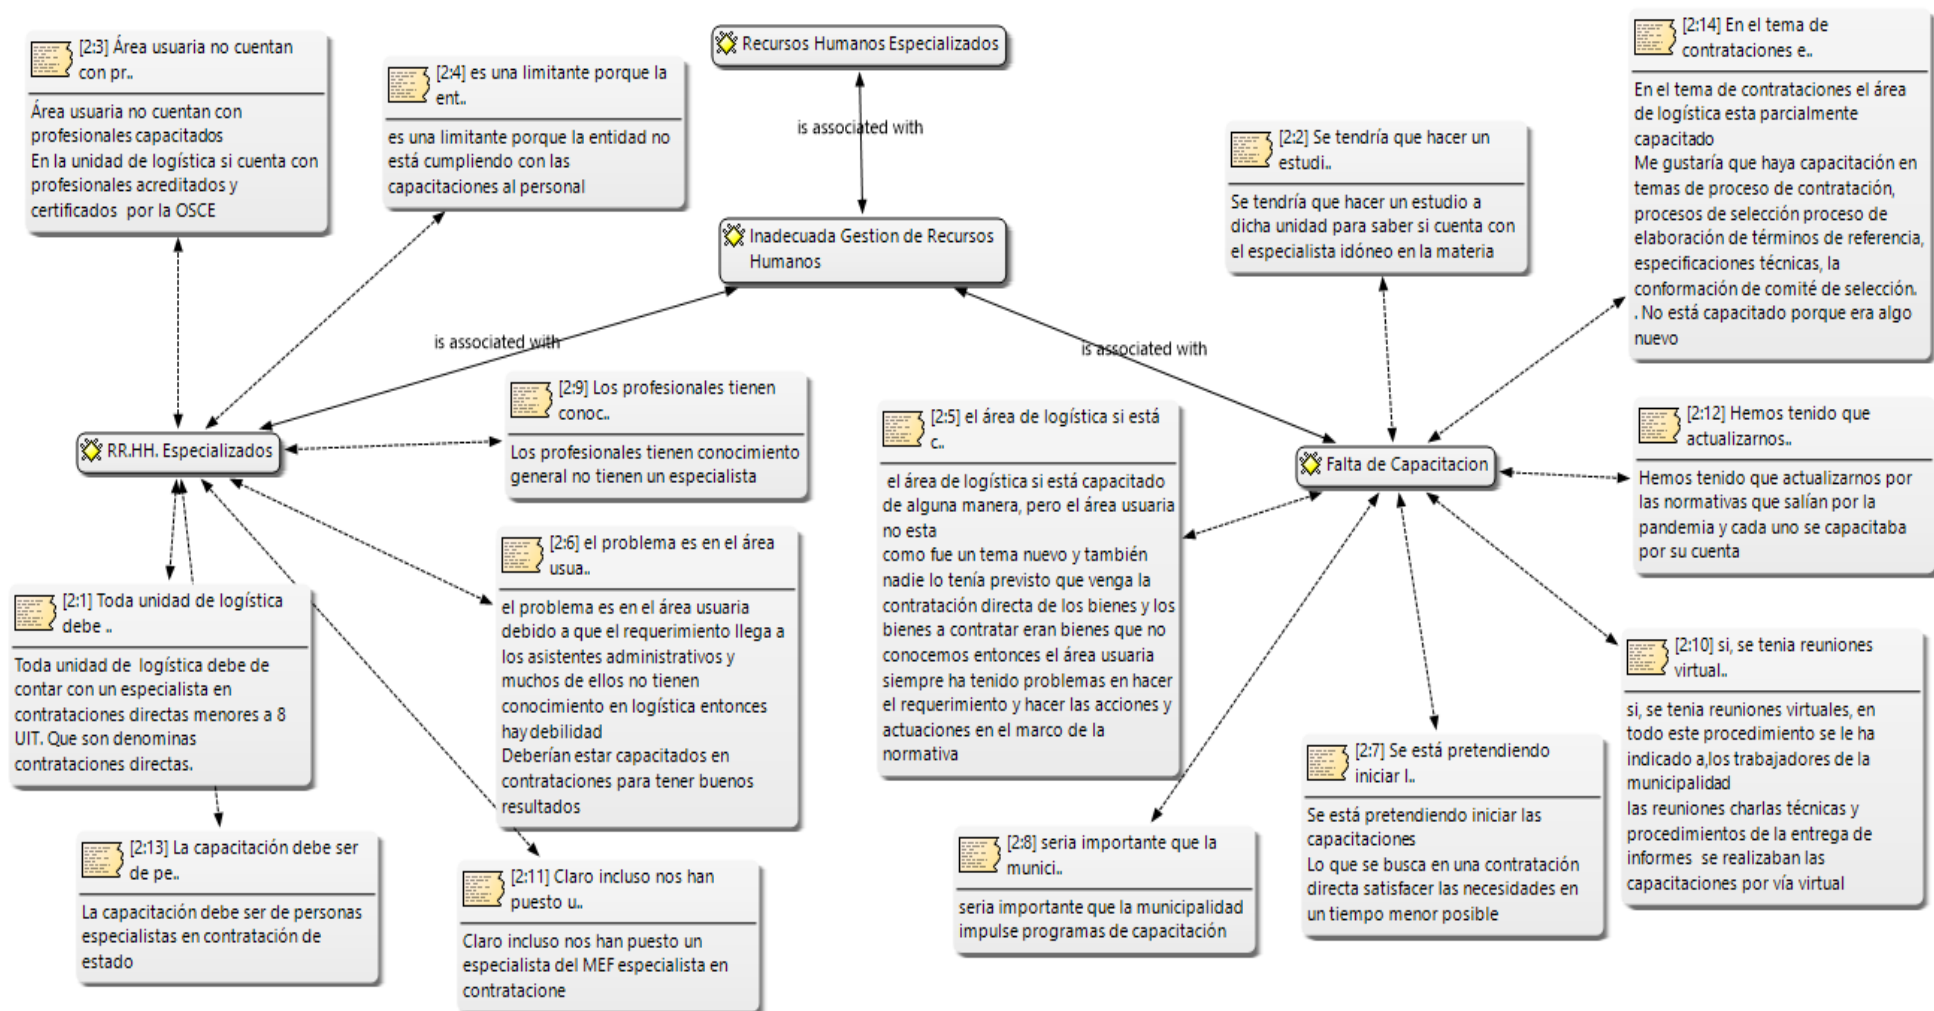 [2:3] Área usuaria no cuentan
con pr..
Área usuaria no cuentan con
profesionales capacitados
En la unidad de logística si cuenta con
profesionales acreditados y
certificados por la OSCE
[2:4] es una limitante porque la
ent..
es una limitante porque la entidad no
está cumpliendo con las
capacitaciones al personal
Recursos Humanos Especializados
is associated with
Inadecuada Gestion de Recursos
Humanos
[2:2] Se tendría que hacer un
estudi..
Se tendría que hacer un estudio a
dicha unidad para saber si cuenta con
el especialista idóneo en la materia
[2:14] En el tema de
contrataciones e..
En el tema de contrataciones el área
de logística esta parcialmente
capacitado
Me gustaría que haya capacitación en
temas de proceso de contratación,
procesos de selección proceso de
elaboración de términos de referencia,
especificaciones técnicas, la
conformación de comité de selección.
. No está capacitado porque era algo
nuevo
is associated with
is associated with
RR.HH. Especializados
[2:9] Los profesionales tienen
conoc..
Los profesionales tienen conocimiento
general no tienen un especialista
[2:5] el área de logística si está
c..
el área de logística si está capacitado
de alguna manera, pero el área usuaria
no esta
como fue un tema nuevo y también
nadie lo tenía previsto que venga la
contratación directa de los bienes y los
bienes a contratar eran bienes que no
conocemos entonces el área usuaria
siempre ha tenido problemas en hacer
el requerimiento y hacer las acciones y
actuaciones en el marco de la
normativa
Falta de Capacitacion
[2:12] Hemos tenido que
actualizarnos..
Hemos tenido que actualizarnos por
las normativas que salían por la
pandemia y cada uno se capacitaba
por su cuenta
[2:6] el problema es en el área
usua..
el problema es en el área usuaria
debido a que el requerimiento llega a
los asistentes administrativos y
muchos de ellos no tienen
conocimiento en logística entonces
hay debilidad
Deberían estar capacitados en
contrataciones para tener buenos
resultados
[2:1] Toda unidad de logística
debe ..
Toda unidad de logística debe de
contar con un especialista en
contrataciones directas menores a 8
UIT. Que son denominas
contrataciones directas.
[2:10] si, se tenia reuniones
virtual..
si, se tenia reuniones virtuales, en
todo este procedimiento se le ha
indicado a,los trabajadores de la
municipalidad
las reuniones charlas técnicas y
procedimientos de la entrega de
informes se realizaban las
capacitaciones por vía virtual
[2:7] Se está pretendiendo
iniciar l..
Se está pretendiendo iniciar las
capacitaciones
Lo que se busca en una contratación
directa satisfacer las necesidades en
un tiempo menor posible
[2:13] La capacitación debe ser
de pe..
La capacitación debe ser de personas
especialistas en contratación de
estado
[2:11] Claro incluso nos han
puesto u..
Claro incluso nos han puesto un
especialista del MEF especialista en
contratacione
[2:8] seria importante que la
munici..
seria importante que la municipalidad
impulse programas de capacitación